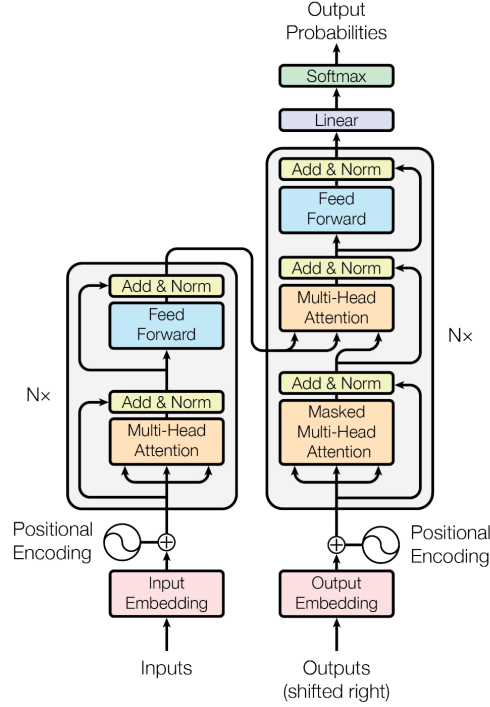 Output
Probabilities
Softmax
Linear
Add & Norm
Feed
Forward
Add & Norm
Multi-Head
Attention
Add & Norm
Masked
Multi-Head
Attention
Nx
Add & Norm
Feed
Forward
Add & Norm
Multi-Head
Attention
N×
Positional
Encoding
Positional
Encoding
Input
Embedding
Output
Embedding
Inputs
Outputs
(shifted right)